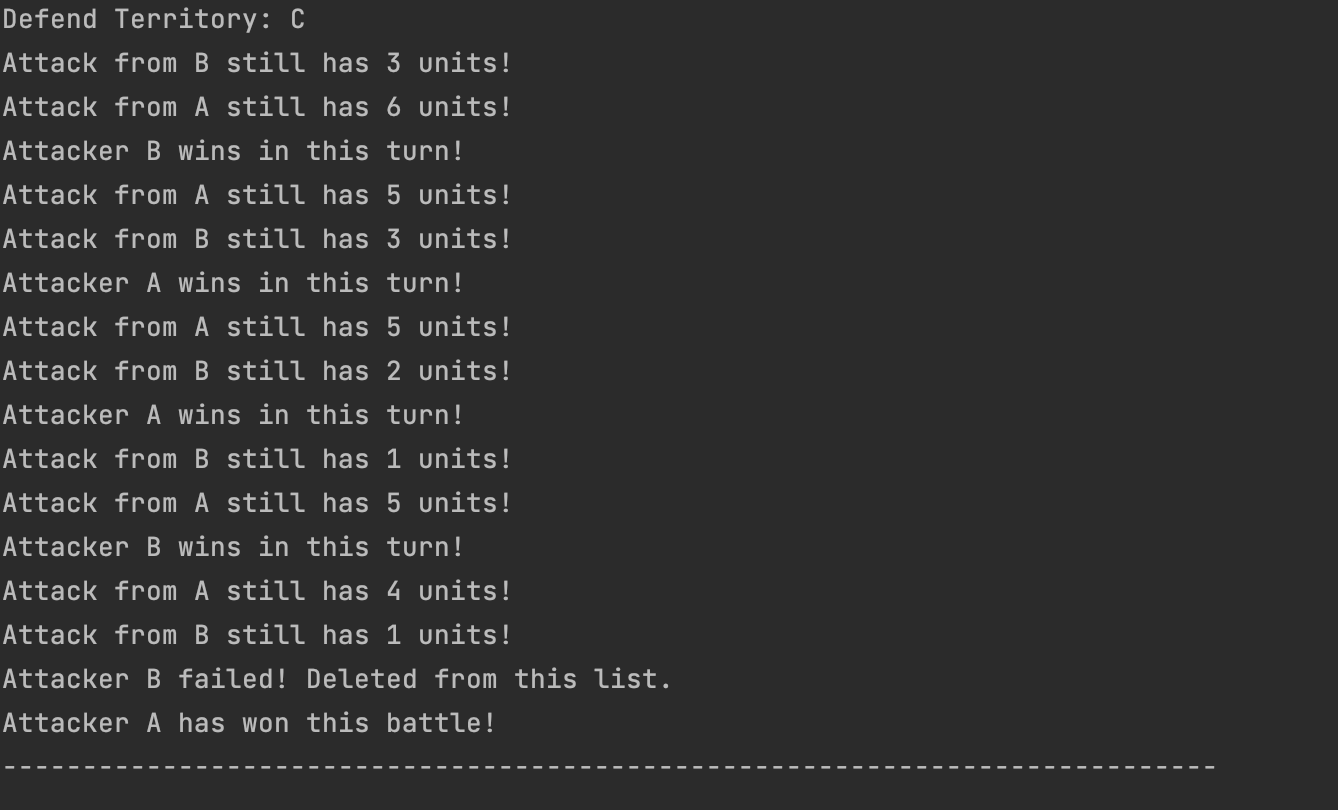 Defend Territory: C
Attack from B still has 3 units!
Attack from A still has 6 units!
Attacker B wins in this turn!
Attack from A still has 5 units!
Attack from B still has 3 units!
Attacker A wins in this turn!
Attack from A still has 5 units!
Attack from B still has 2 units!
Attacker A wins in this turn!
Attack from B still has 1 units!
Attack from A still has 5 units!
Attacker B wins in this turn!
Attack from A still has 4 units!
Attack from B still has 1 units!
Attacker B failed! Deleted from this list.
Attacker A has won this battle!
----------------------------------------------------------------------------